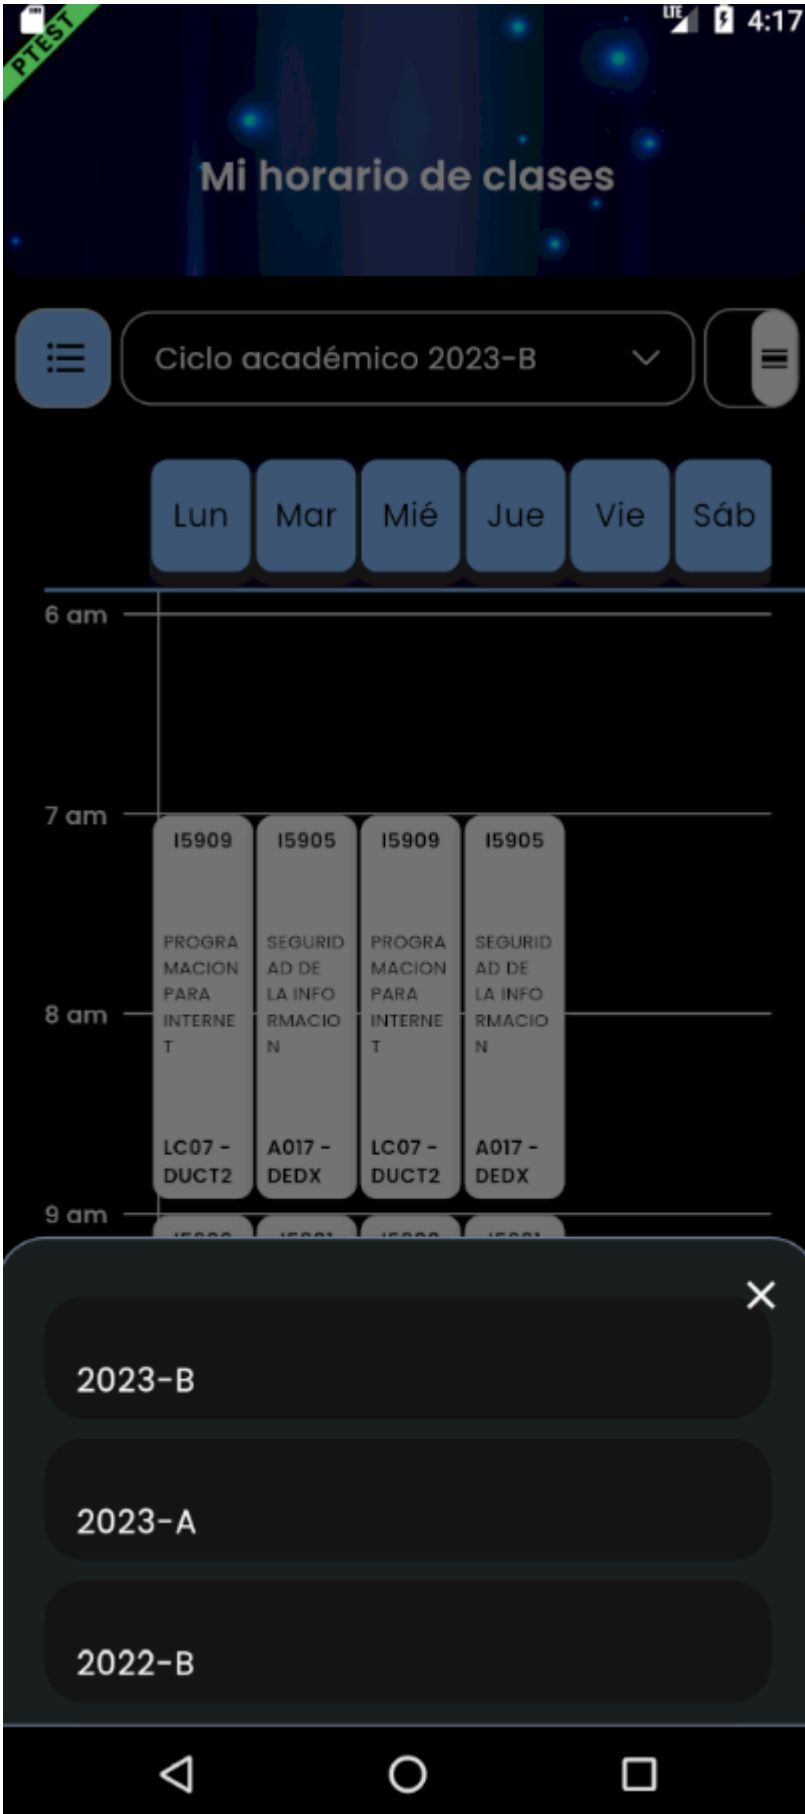 PTEST
LTE 4:17
Mi horario de clases
Ciclo académico 2023-B
Lun Mar Mié Jue Vie Sáb
6 am
7 am
I5909 I5905 I5909 I5905
PROGRA SEGURID PROGRA SEGURID
MACION AD DE MACION AD DE
PARA LA INFO PARA LA INFO
8 am INTERNE RMACIO INTERNE RMACIO
T N T N
LC07 - A017 - LC07 - A017 -
DUCT2 DEDX DUCT2 DEDX
9 am
2023-B
2023-A
2022-B